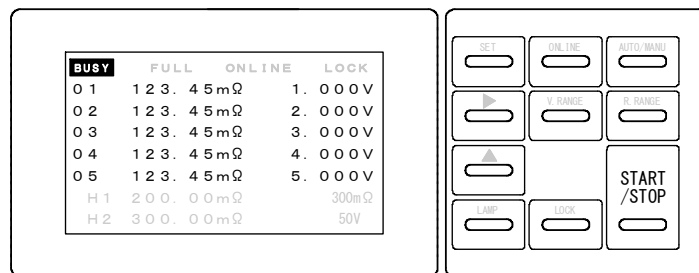 BUSY FULL ONLINE LOCK
01 123.45mΩ 1.000V
02 123.45mΩ 2.000V
03 123.45mΩ 3.000V
04 123.45mΩ 4.000V
05 123.45mΩ 5.000V
H1 200.00mΩ 300mΩ
H2 300.00mΩ 50V
SET ONLINE AUTO/MANU
V.RANGE R.RANGE
START
/STOP
LAMP LOCK